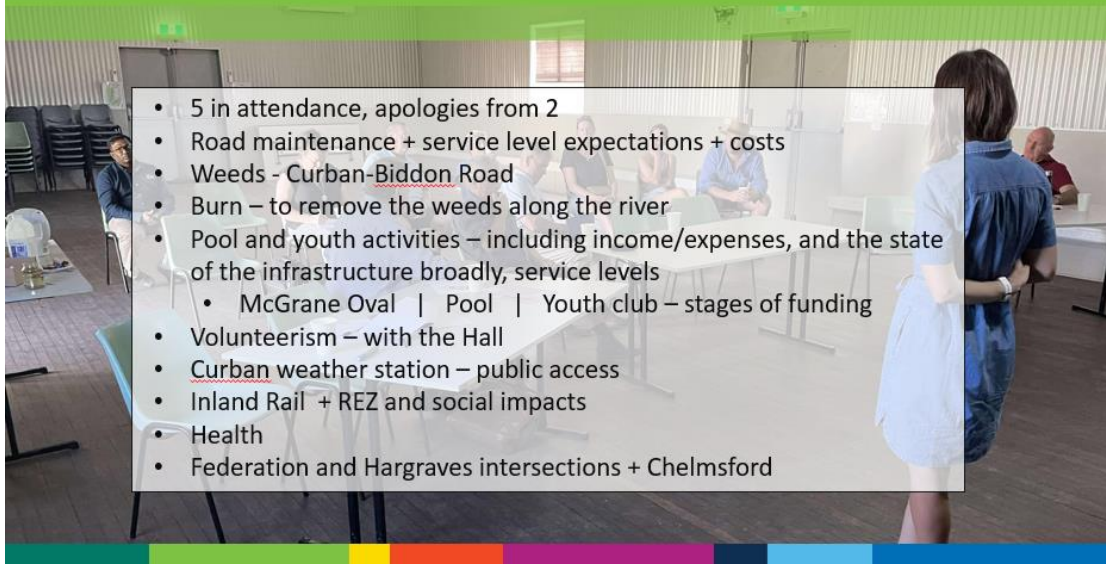 • 5 in attendance, apologies from 2
• Road maintenance + service level expectations + costs
• Weeds - Curban-Biddon Road
• Burn – to remove the weeds along the river
• Pool and youth activities – including income/expenses, and the state
of the infrastructure broadly, service levels
• McGrane Oval | Pool | Youth club – stages of funding
• Volunteerism – with the Hall
• Curban weather station – public access
• Inland Rail + REZ and social impacts
• Health
• Federation and Hargraves intersections + Chelmsford